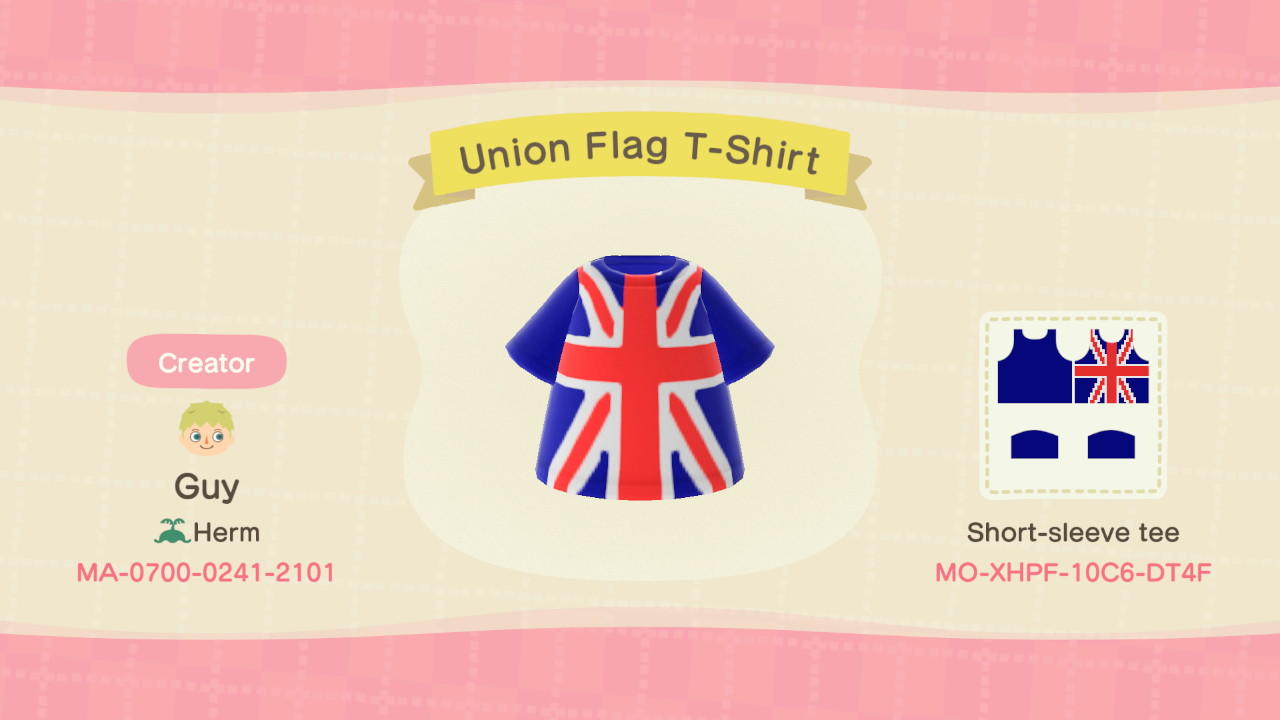 Union Flag T-Shirt
Creator
Guy
Herm
MA-0700-0241-2101
Short-sleeve tee
MO-XHPF-10C6-DT4F